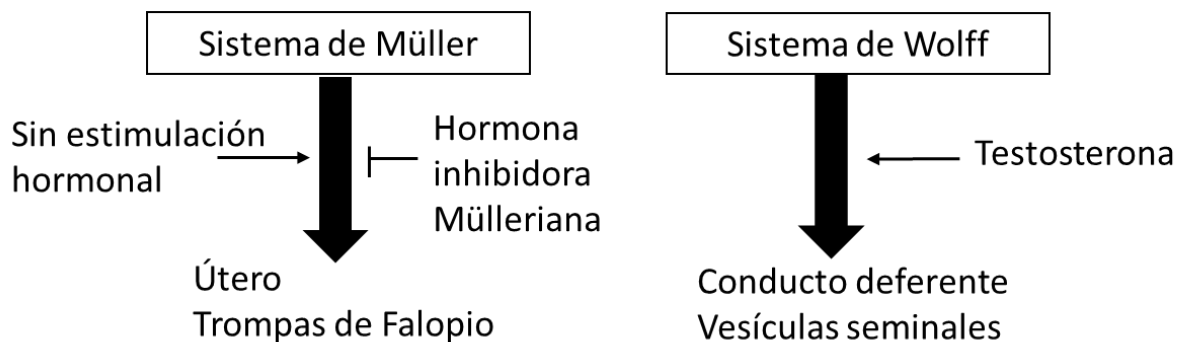 Sistema de Müller
Sin estimulación
hormonal
Hormona
inhibidora
Mülleriana
Útero
Trompas de Falopio
Sistema de Wolff
Testosterona
Conducto deferente
Vesículas seminales